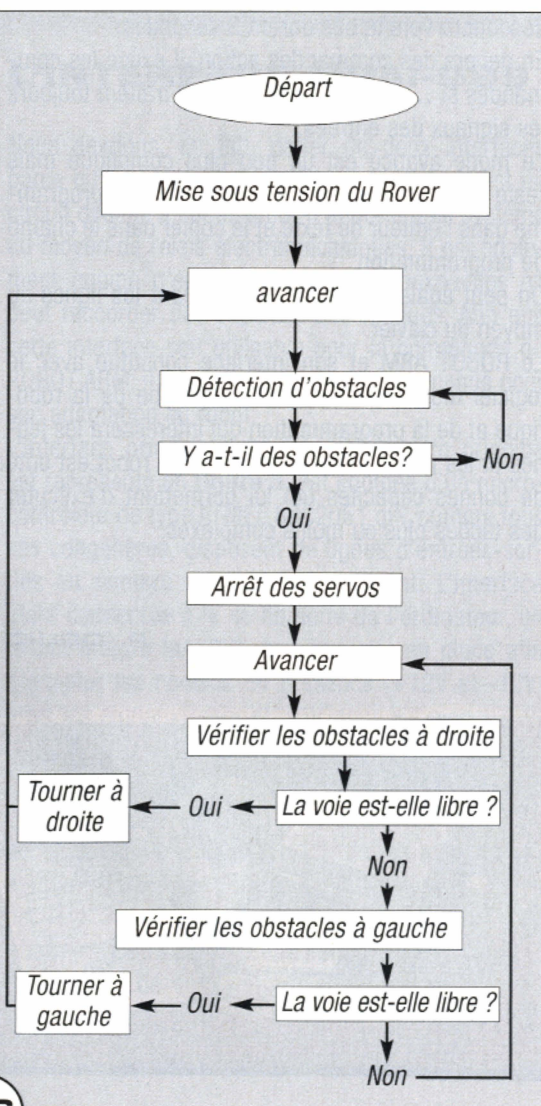 Départ
Mise sous tension du Rover
avancer
Détection d'obstacles
Y a-t-il des obstacles?
Non
Oui
Arrêt des servos
Avancer
Vérifier les obstacles à droite
Tourner à
droite
Oui
La voie est-elle libre ?
Non
Vérifier les obstacles à gauche
Tourner à
gauche
Oui
La voie est-elle libre ?
Non